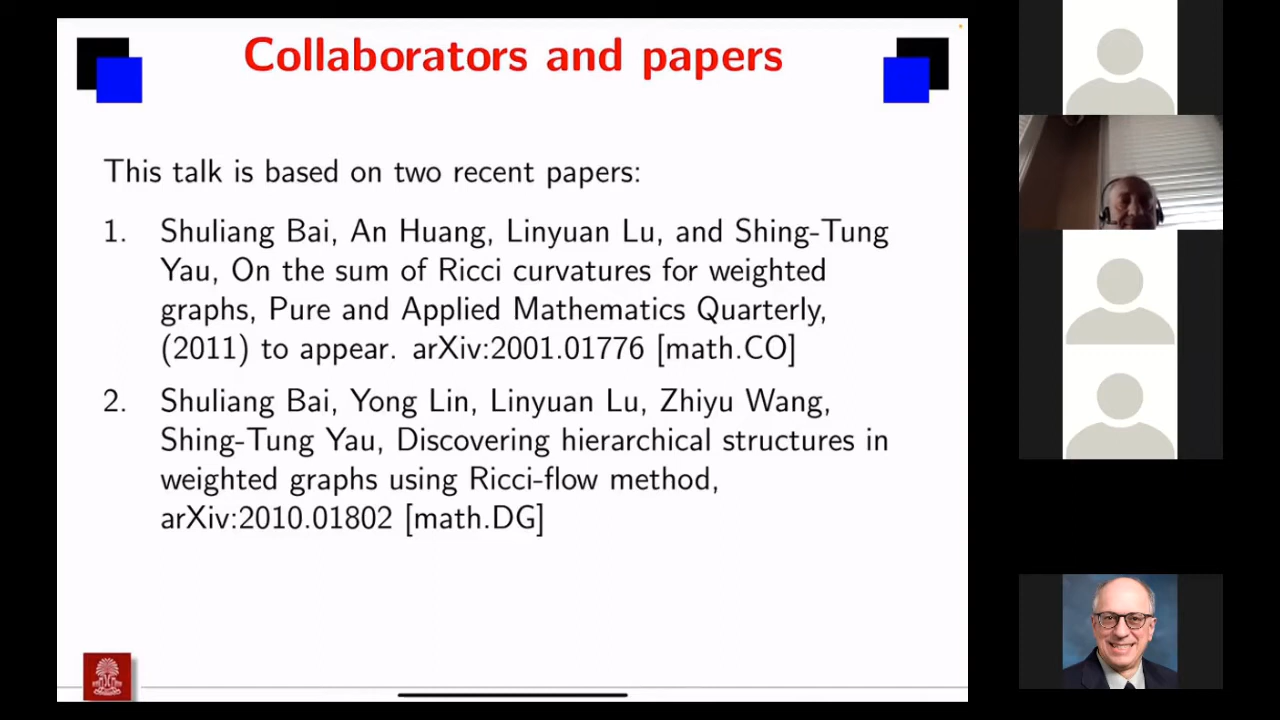 Collaborators and papers
This talk is based on two recent papers:
1. Shuliang Bai, An Huang, Linyuan Lu, and Shing-Tung
Yau, On the sum of Ricci curvatures for weighted
graphs, Pure and Applied Mathematics Quarterly,
(2011) to appear. arXiv:2001.01776 [math.CO]
2. Shuliang Bai, Yong Lin, Linyuan Lu, Zhiyu Wang,
Shing-Tung Yau, Discovering hierarchical structures in
weighted graphs using Ricci-flow method,
arXiv:2010.01802 [math.DG]